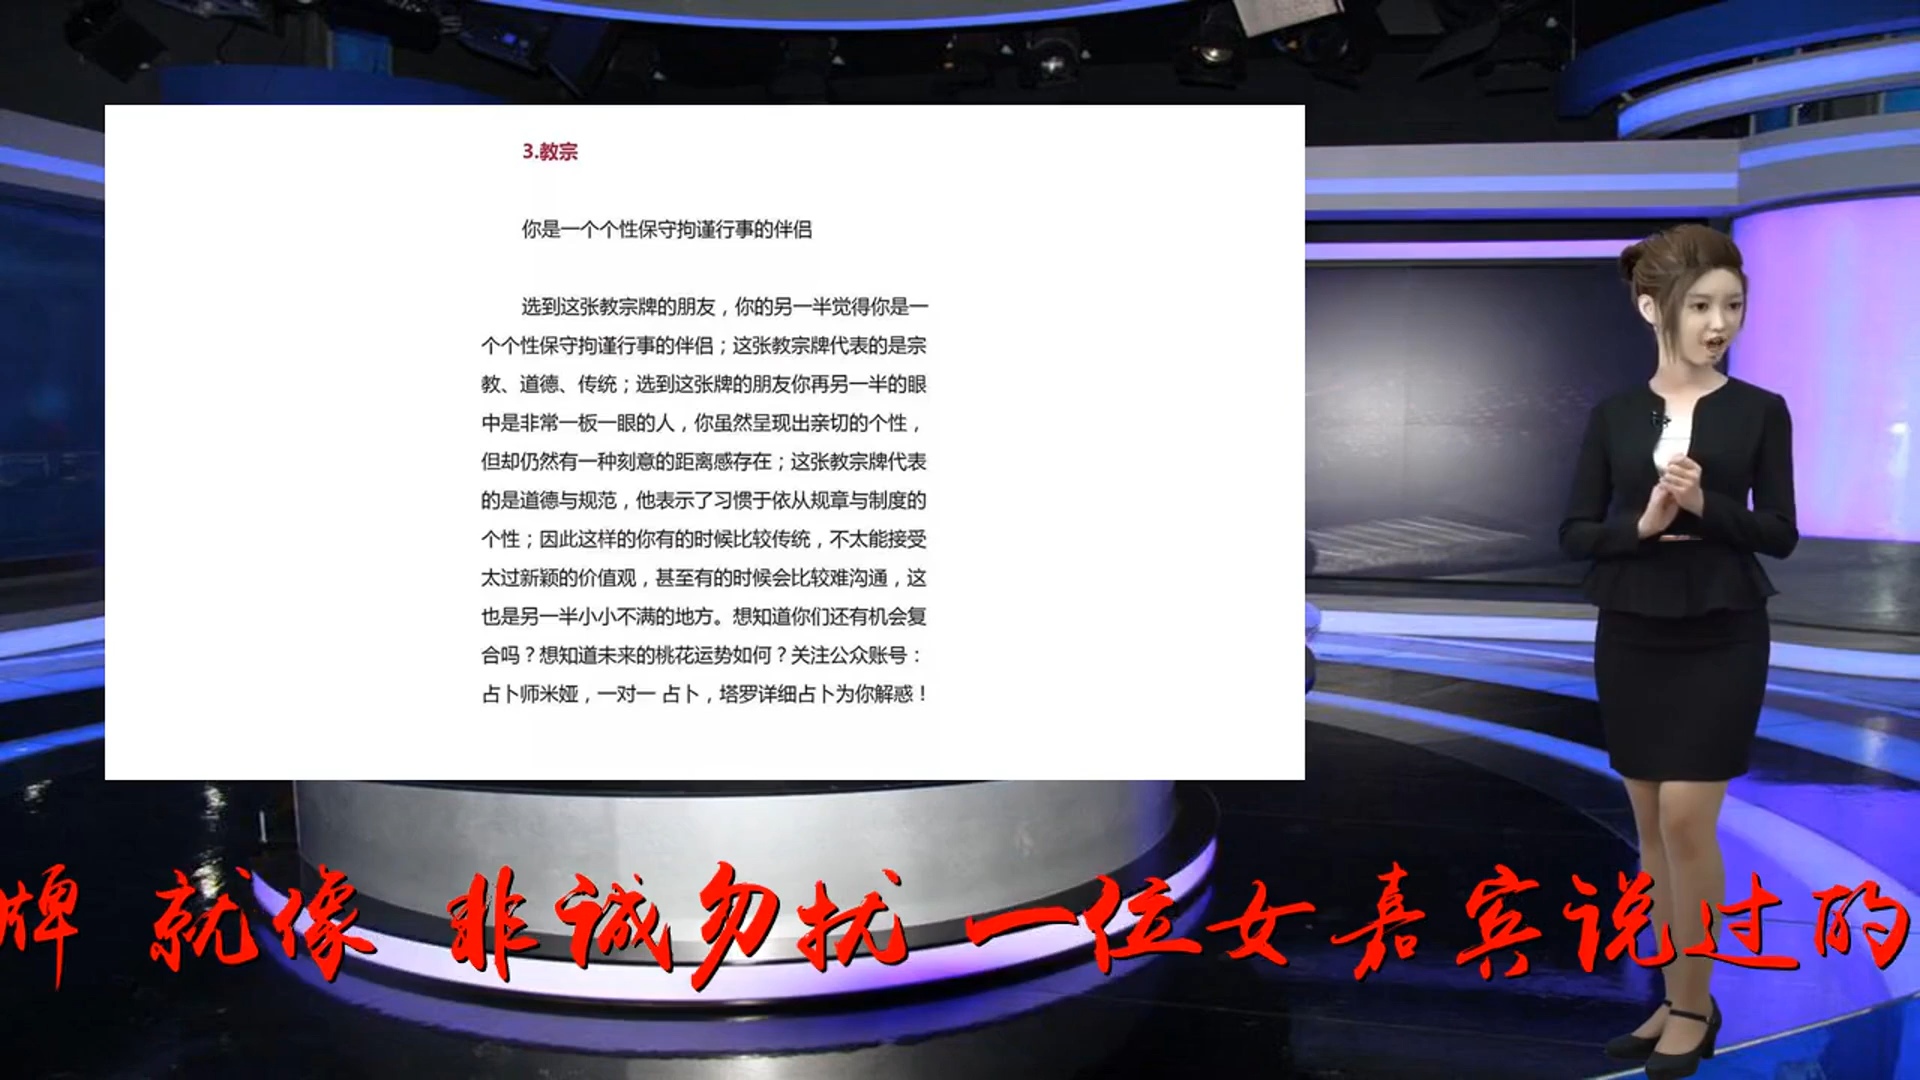 3.教宗
你是一个个性保守拘谨行事的伴侣
选到这张教宗牌的朋友，你的另一半觉得你是一
个个性保守拘谨行事的伴侣；这张教宗牌代表的是宗
教、道德、传统；选到这张牌的朋友你再另一半的眼
中是非常一板一眼的人，你虽然呈现出亲切的个性，
但却仍然有一种刻意的距离感存在；这张教宗牌代表
的是道德与规范，他表示了习惯于依从规章与制度的
个性；因此这样的你有的时候比较传统，不太能接受
太过新颖的价值观，甚至有的时候会比较难沟通，这
也是另一半小小不满的地方。想知道你们还有机会复
合吗？想知道未来的桃花运势如何？关注公众账号：
占卜师米娅，一对一 占卜，塔罗详细占卜为你解惑！
牌 就像 非诚勿扰 一位女嘉宾说过的